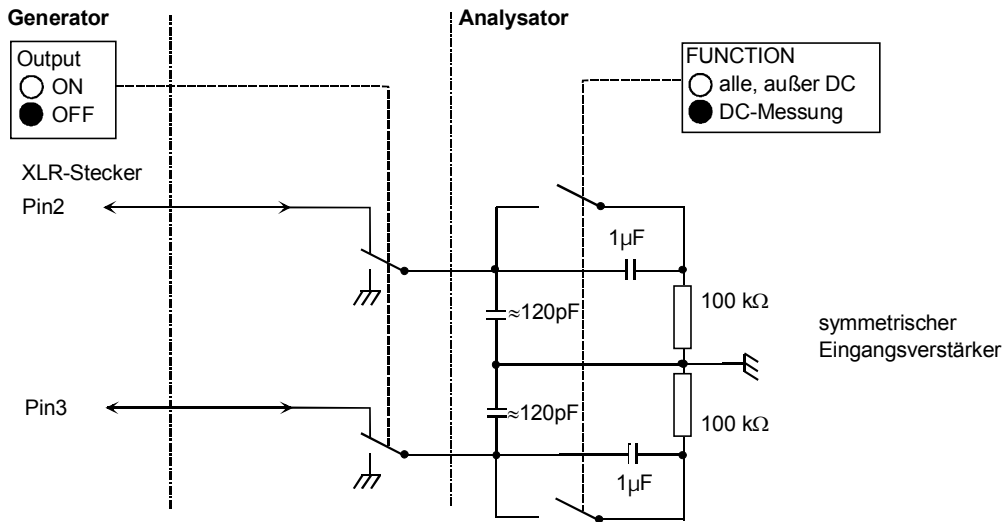 Generator
Analysator
Output
ON
OFF
FUNCTION
alle, außer DC
DC-Messung
XLR-Stecker
Pin2
1µF
≈120pF
100 kΩ
symmetrischer
Eingangsverstärker
Pin3
≈120pF
100 kΩ
1µF